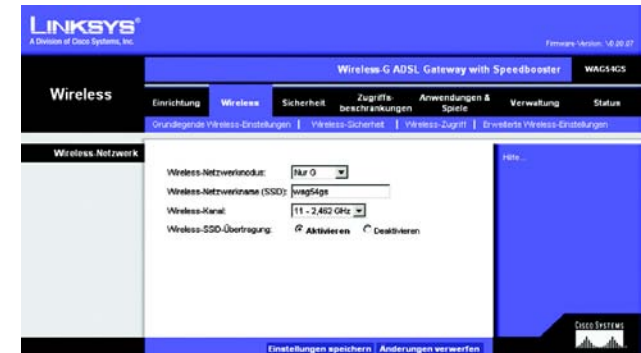 LINKSYS®
A Division of Cisco Systems, Inc.
Firmware-Version: V0.00.07
Wireless-G ADSL Gateway with Speedbooster
WAG54GS
Wireless
Einrichtung
Wireless
Sicherheit
Zugriffs-
beschränkungen
Anwendungen &
Spiele
Verwaltung
Status
Grundlegende Wireless-Einstellungen | Wireless-Sicherheit | Wireless-Zugriff | Erweiterte Wireless-Einstellungen
Wireless-Netzwerk
Hilfe...
Wireless-Netzwerkmodus: Nur G
Wireless-Netzwerkname (SSID): wag54gs
Wireless-Kanal: 11 - 2,462 GHz
Wireless-SSID-Übertragung: Aktivieren Deaktivieren
Einstellungen speichern Änderungen verwerfen
CISCO SYSTEMS